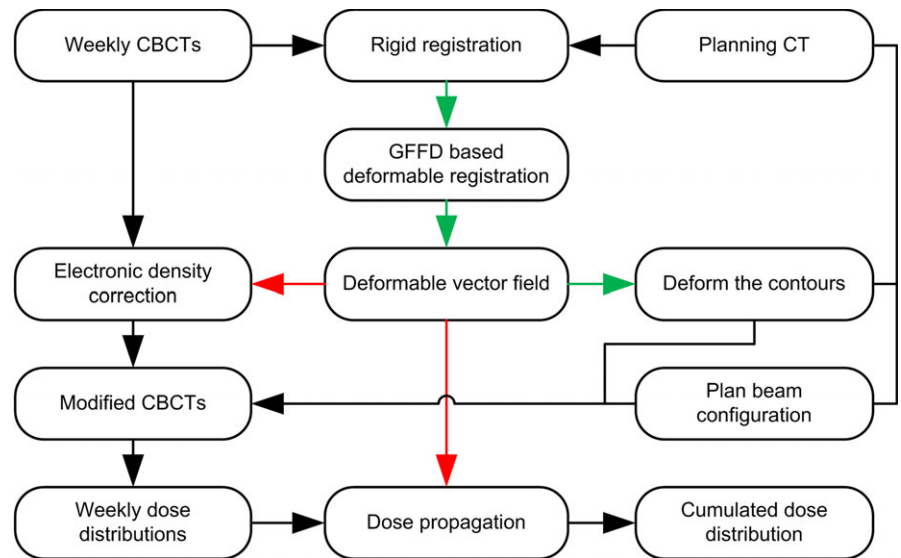 Weekly CBCTs
Rigid registration
Planning CT
GFFD based
deformable registration
Electronic density
correction
Deformable vector field
Deform the contours
Modified CBCTs
Plan beam
configuration
Weekly dose
distributions
Dose propagation
Cumulated dose
distribution